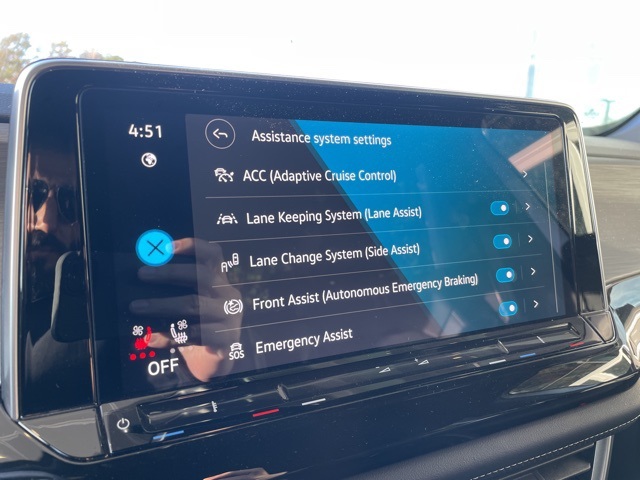 4:51
Assistance system settings
ACC (Adaptive Cruise Control)
Lane Keeping System (Lane Assist)
Lane Change System (Side Assist)
Front Assist (Autonomous Emergency Braking)
SOS Emergency Assist
OFF